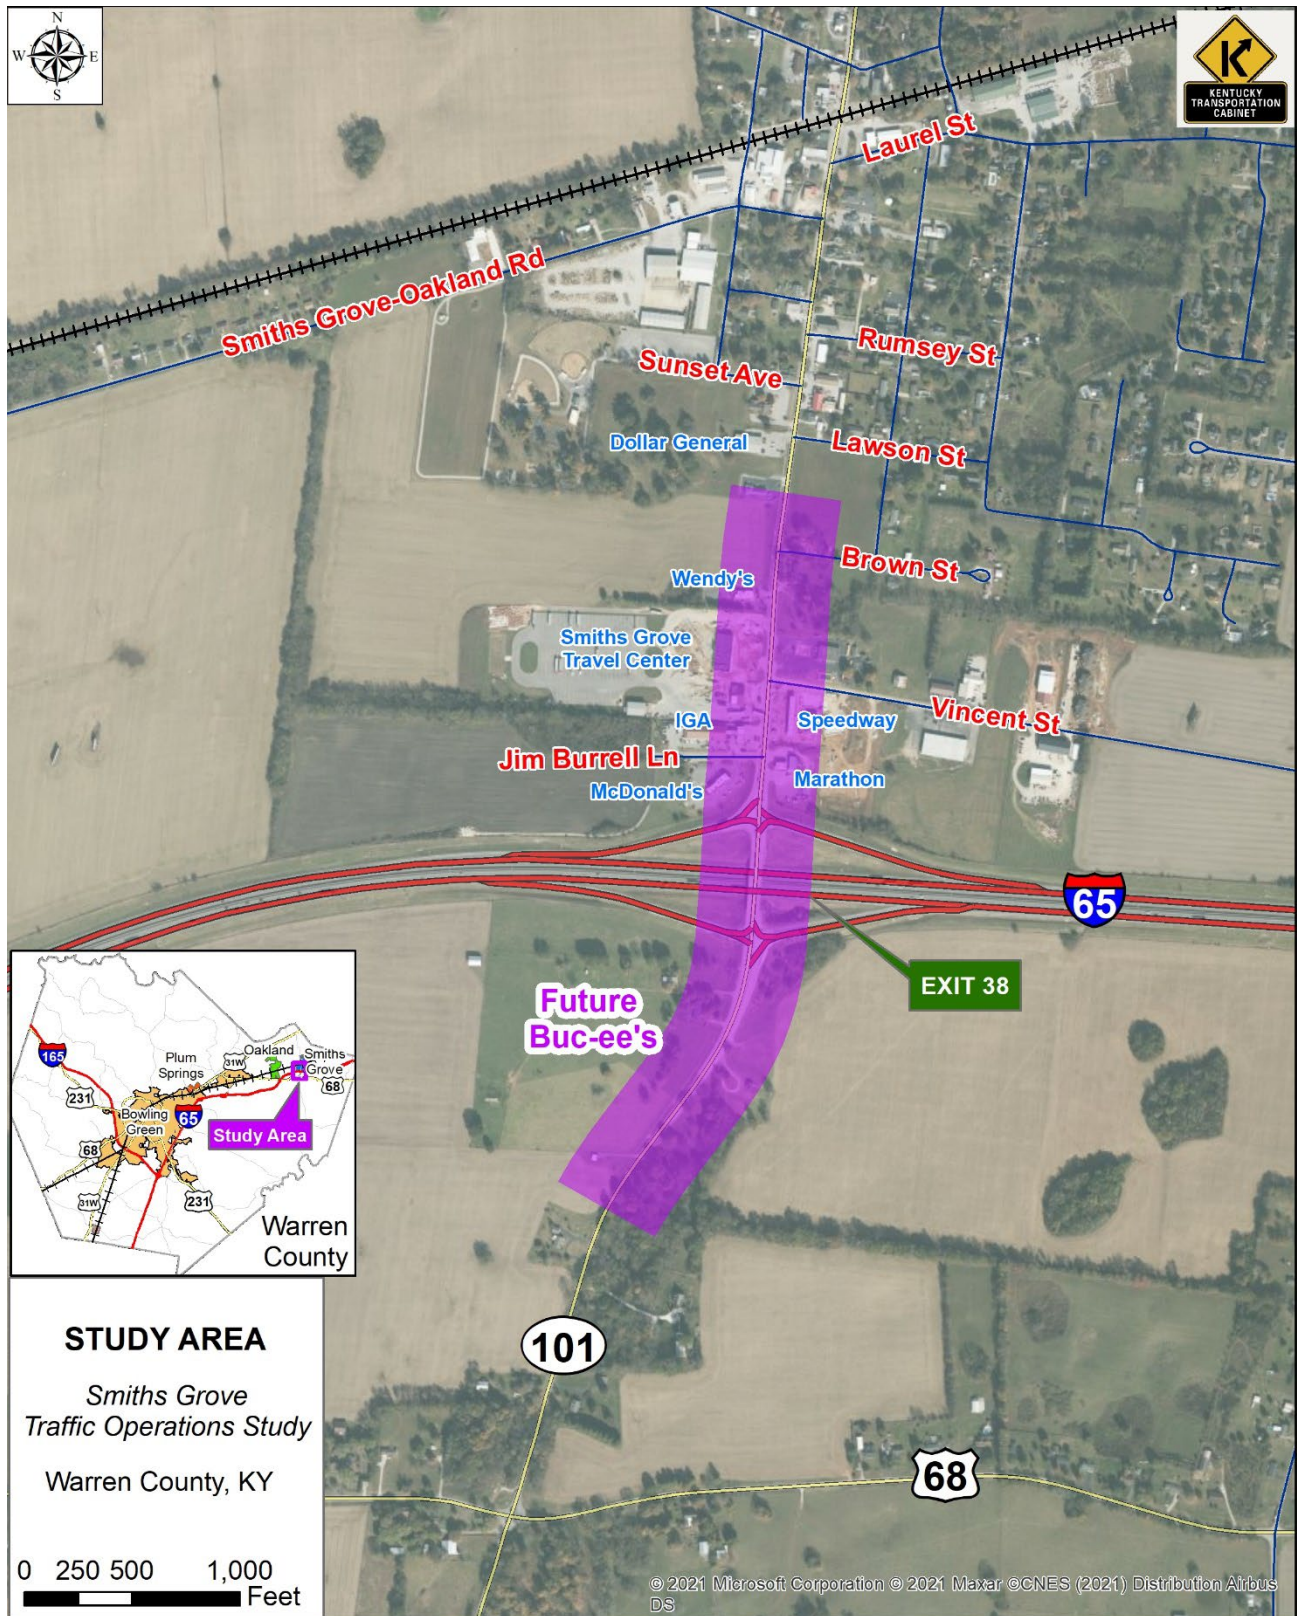 N
W E
S
KENTUCKY
TRANSPORTATION
CABINET
Laurel St
Smiths Grove-Oakland Rd
Rumsey St
Sunset Ave
Dollar General
Lawson St
Brown St
Wendy's
Smiths Grove
Travel Center
IGA
Speedway
Vincent St
Jim Burrell Ln
McDonald's
Marathon
65
EXIT 38
Future
Buc-ee's
165
Plum
Springs
31W
Oakland
Smiths
Grove
68
231
Bowling
Green
65
Study Area
68
31W
231
Warren
County
101
STUDY AREA
Smiths Grove
Traffic Operations Study
Warren County, KY
68
0 250 500 1,000
Feet
© 2021 Microsoft Corporation © 2021 Maxar ©CNES (2021) Distribution Airbus
DS